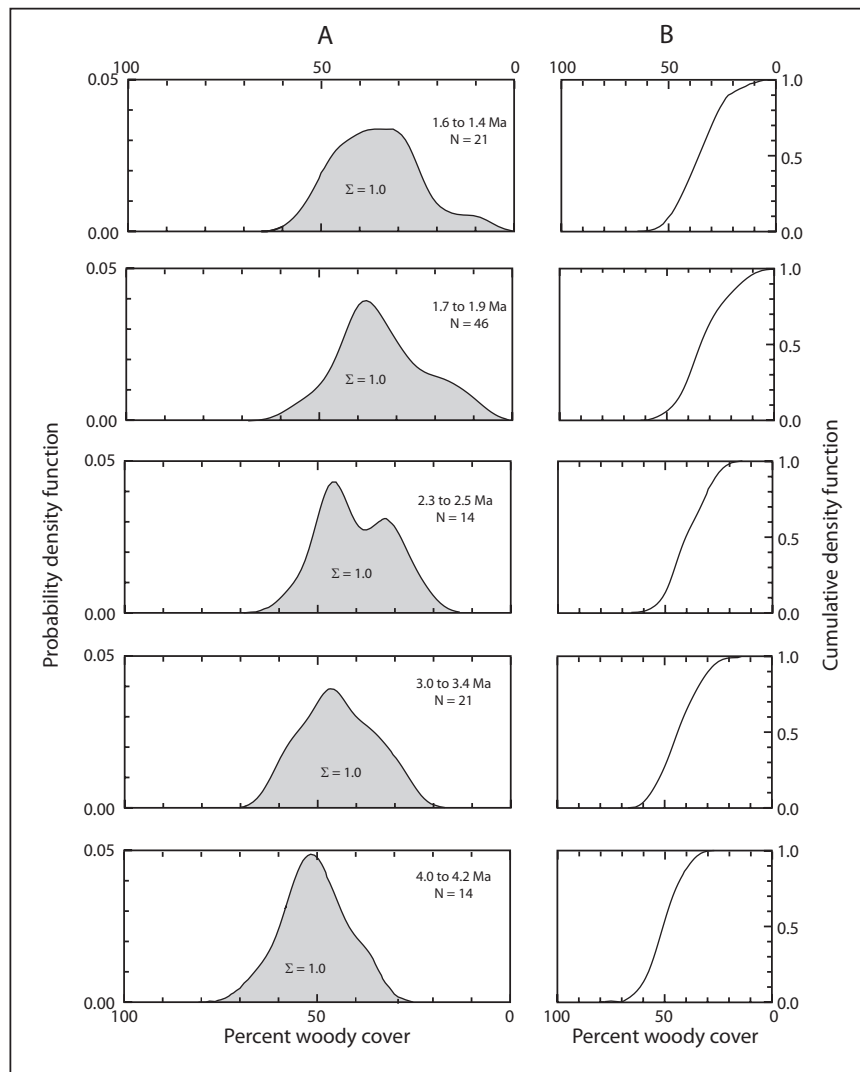 A B
100 50 0 100 50 0
0.05 1.0
1.6 to 1.4 Ma
N = 21
0.5
Σ = 1.0
0.00 0.0
0.05 1.0
1.7 to 1.9 Ma
N = 46
0.5
Σ = 1.0
0.00 0.0
0.05 1.0
2.3 to 2.5 Ma
N = 14
0.5
Σ = 1.0
0.00 0.0
0.05 1.0
3.0 to 3.4 Ma
N = 21
0.5
Σ = 1.0
0.00 0.0
0.05 1.0
4.0 to 4.2 Ma
N = 14
0.5
Σ = 1.0
0.00 0.0
100 50 0 100 50 0
Percent woody cover Percent woody cover
Probability density function
Cumulative density function